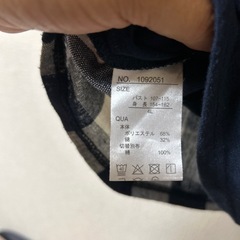 NO. 1092051
SIZE
バスト 107-115
身 長 154-162
4L
QUA
本体
ポリエステル 68%
綿 32%
切替別布
綿 100%